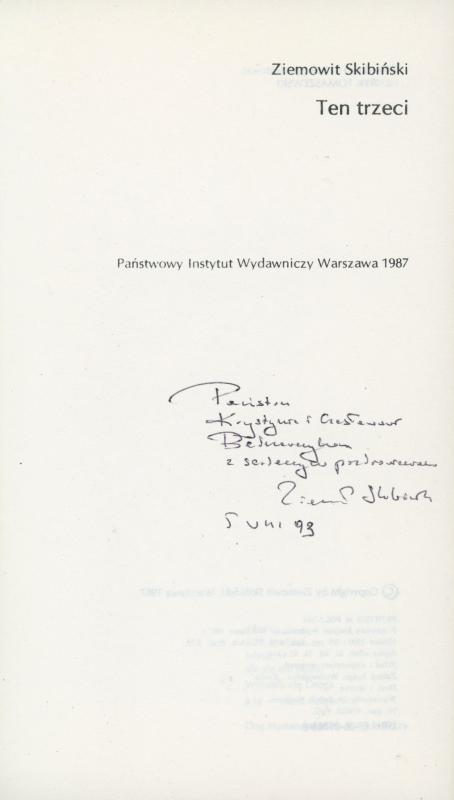 Ziemowit Skibiński
Ten trzeci
Państwowy Instytut Wydawniczy Warszawa 1987
Państwu
Krystynie i Czesławowi
Bednarczykom
z serdecznym pozdrowieniem
Ziemowit Skibiński
5 VIII 93